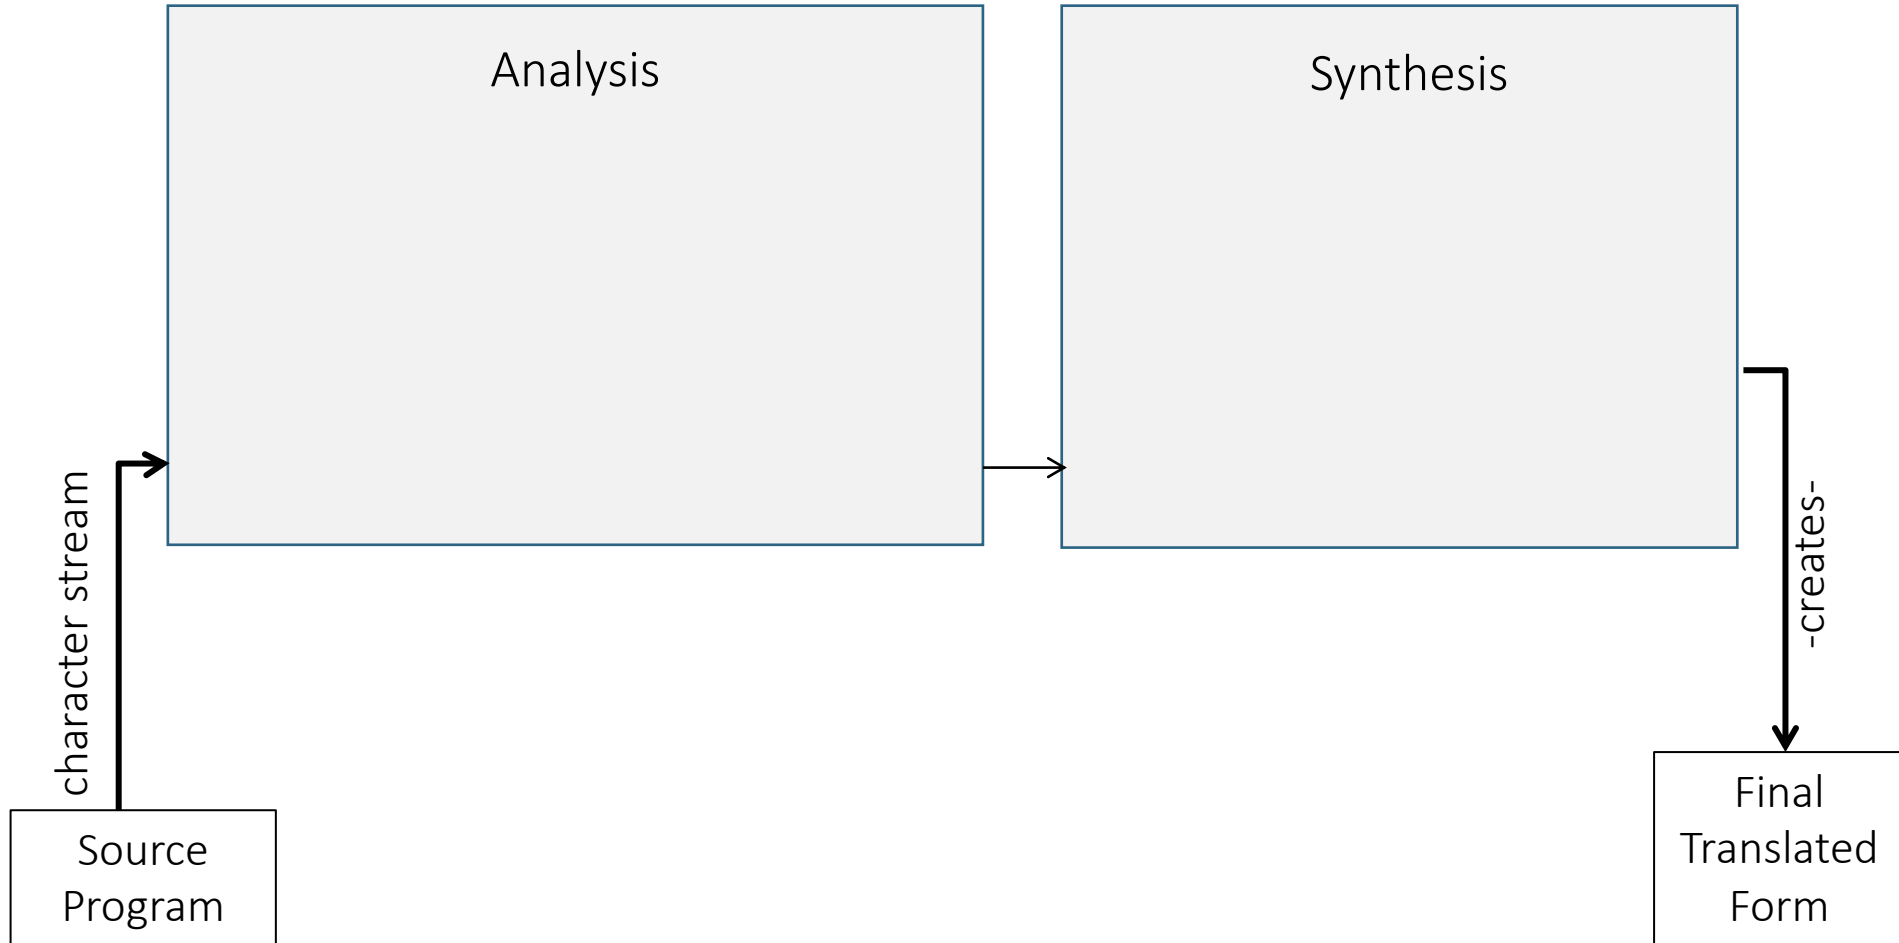 Analysis
Synthesis
character stream
-creates-
Source
Program
Final
Translated
Form